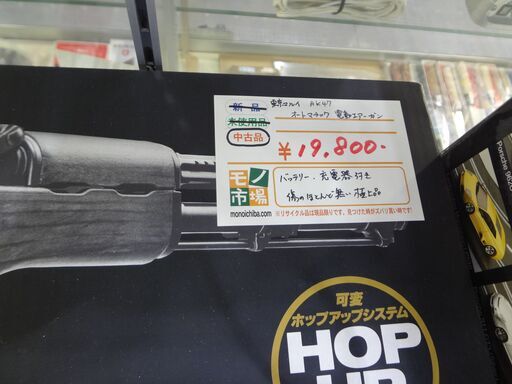 新品
未使用品
中古品
東京マルイ AK47
オートマチック 電動エアーガン
¥19,800-
モノ市場
monoichiba.com
バッテリー、充電器付き
傷のほとんど無い極上品
※リサイクル品は現品限りです。見つけた時がズバリ買い時です!
可変
ホップアップシステム
HOP
UP
Porsche